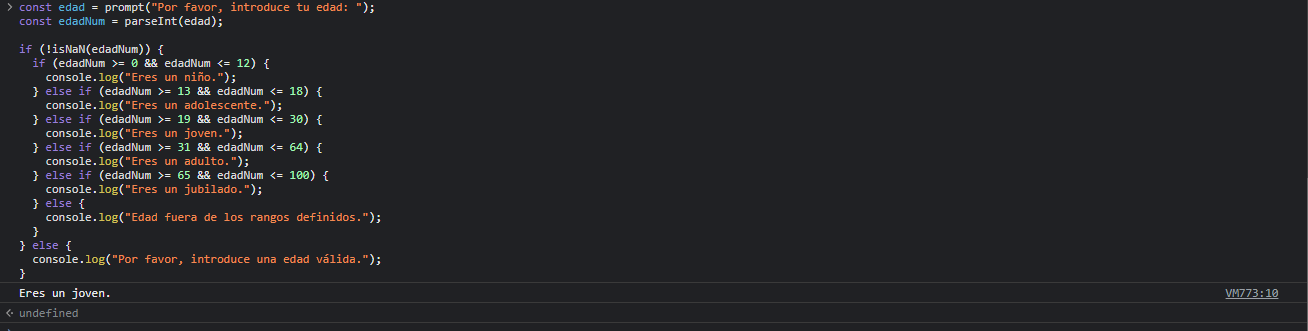 > const edad = prompt("Por favor, introduce tu edad: ");
const edadNum = parseInt(edad);

if (!isNaN(edadNum)) {
  if (edadNum >= 0 && edadNum <= 12) {
    console.log("Eres un niño.");
  } else if (edadNum >= 13 && edadNum <= 18) {
    console.log("Eres un adolescente.");
  } else if (edadNum >= 19 && edadNum <= 30) {
    console.log("Eres un joven.");
  } else if (edadNum >= 31 && edadNum <= 64) {
    console.log("Eres un adulto.");
  } else if (edadNum >= 65 && edadNum <= 100) {
    console.log("Eres un jubilado.");
  } else {
    console.log("Edad fuera de los rangos definidos.");
  }
} else {
  console.log("Por favor, introduce una edad válida.");
}
Eres un joven. VM773:10
undefined